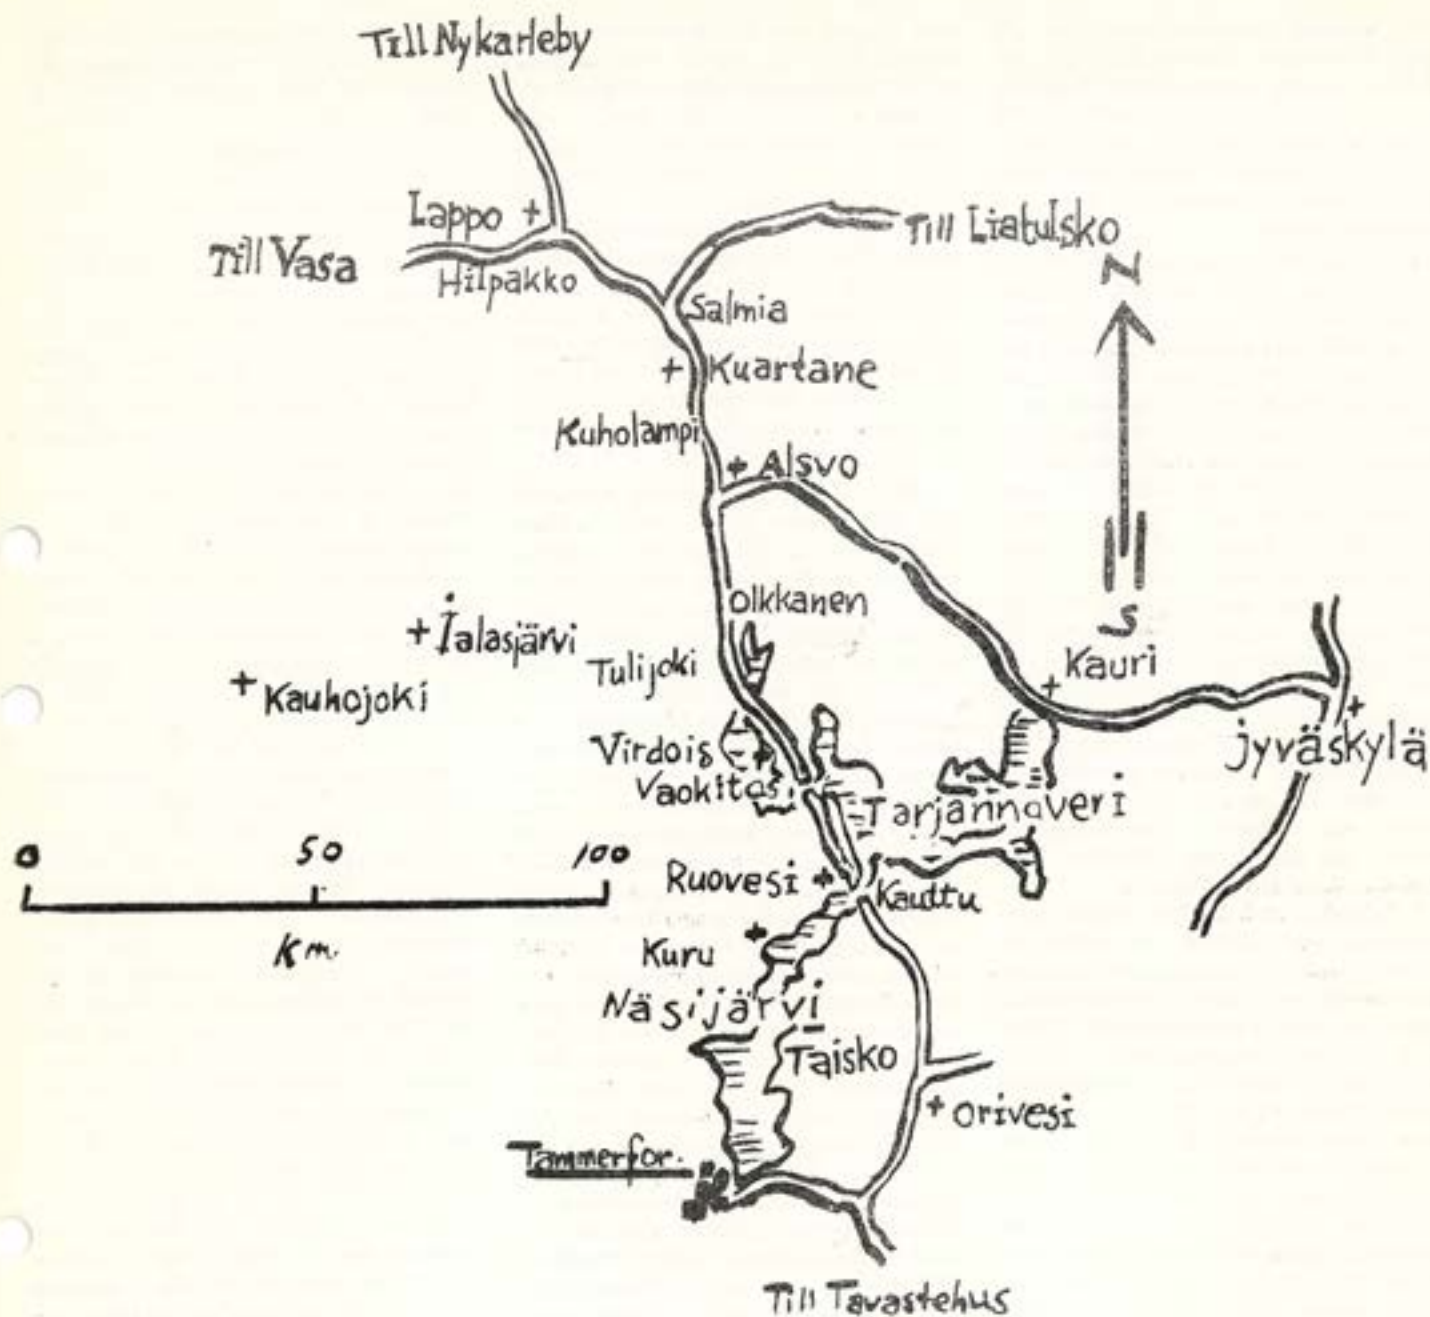 Till Nykarleby
Lappo
Till Liatulsko
Till Vasa
Hilpakko
N
Salmia
Kuartane
Kuholampi
Alsvo
Olkkanen
S
Ialasjärvi
Tulijoki
Kauri
Kauhojoki
Virdois
Jyväskylä
Vaokitos
Tarjannaveri
0 50 100
Ruovesi
Kauttu
Km.
Kuru
Näsijärvi
Taisko
Orivesi
Tammerfor.
Till Tavastehus